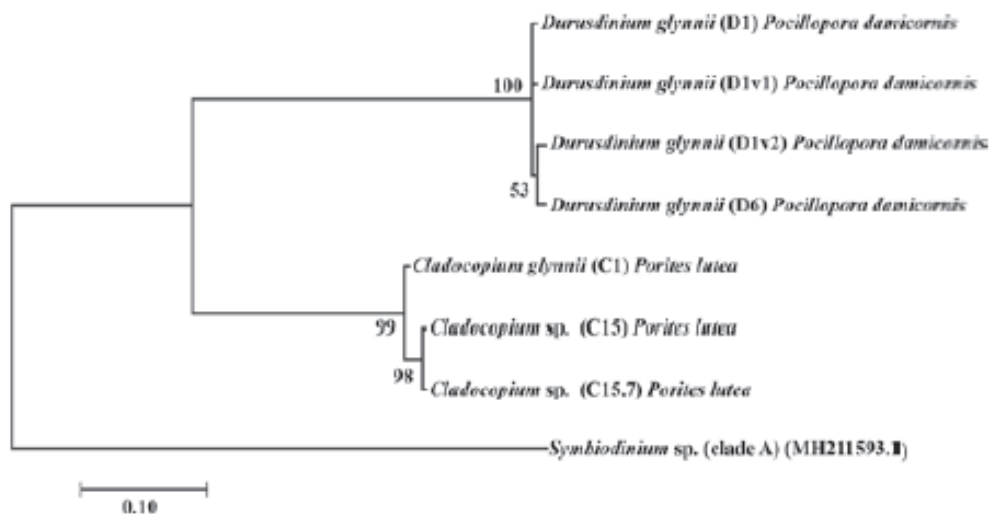 Durusdinium glynnii (D1) Pocillopora damicornis
100
Durusdinium glynnii (D1v1) Pocillopora damicornis
Durusdinium glynnii (D1v2) Pocillopora damicornis
53
Durusdinium glynnii (D6) Pocillopora damicornis
Cladocopium glynnii (C1) Porites lutea
99
Cladocopium sp. (C15) Porites lutea
98
Cladocopium sp. (C15.7) Porites lutea
Symbiodinium sp. (clade A) (MH211593.1)
0.10